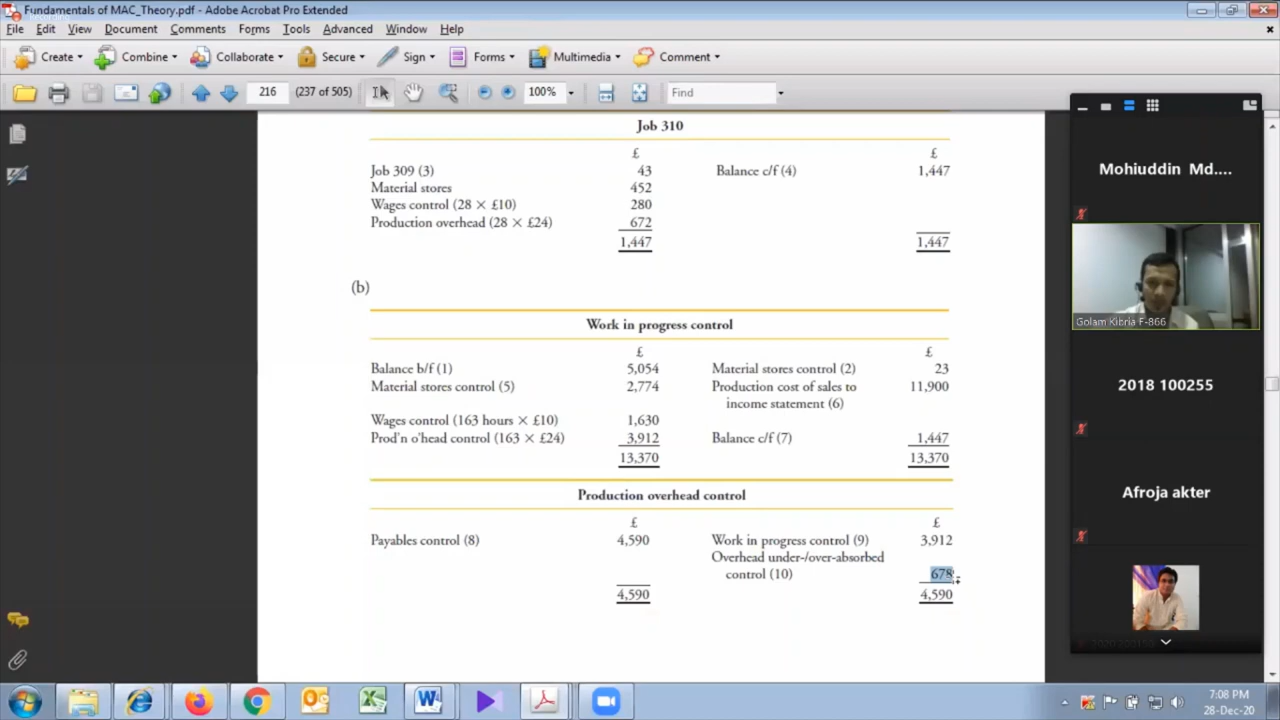 Fundamentals of MAC_Theory.pdf - Adobe Acrobat Pro Extended
File Edit View Document Comments Forms Tools Advanced Window Help
Create Combine Collaborate Secure Sign Forms Multimedia Comment
216 (237 of 505) 100% Find
Job 310
£ £
Job 309 (3) 43 Balance c/f (4) 1,447
Material stores 452
Wages control (28 × £10) 280
Production overhead (28 × £24) 672
1,447 1,447
(b)
Work in progress control
£ £
Balance b/f (1) 5,054 Material stores control (2) 23
Material stores control (5) 2,774 Production cost of sales to 11,900
income statement (6)
Wages control (163 hours × £10) 1,630
Prod'n o'head control (163 × £24) 3,912 Balance c/f (7) 1,447
13,370 13,370
Production overhead control
£ £
Payables control (8) 4,590 Work in progress control (9) 3,912
Overhead under-/over-absorbed
control (10) 678
4,590 4,590
Mohiuddin Md....
Golam Kibria F-866
2018 100255
Afroja akter
7:08 PM
28-Dec-20